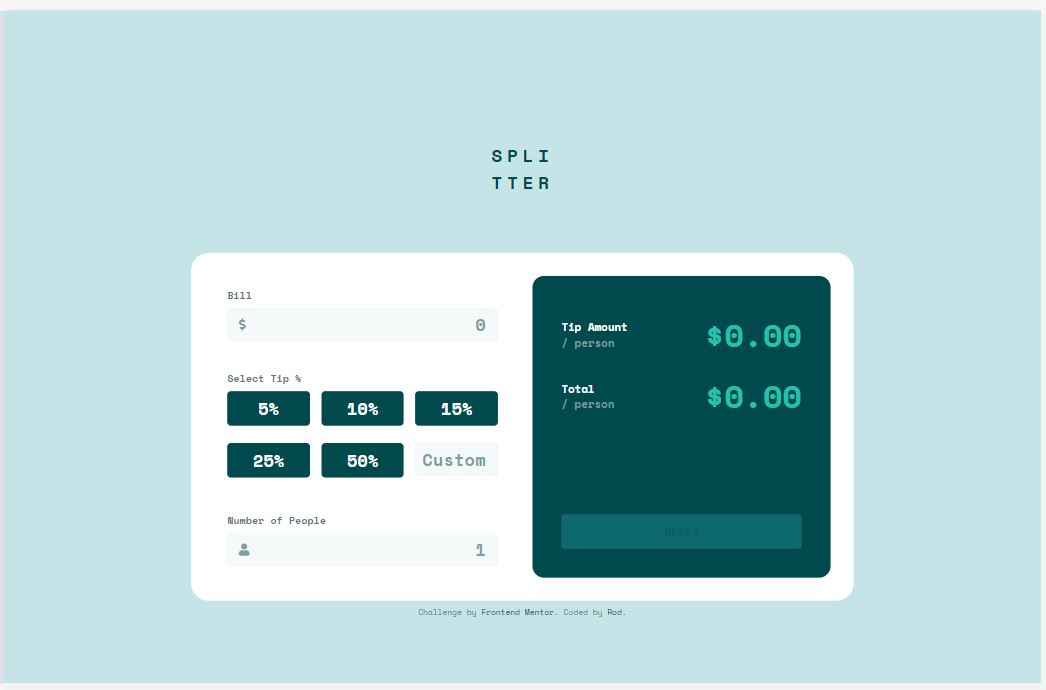 SPLI
TTER
Bill
$ 0
Select Tip %
5% 10% 15%
25% 50% Custom
Number of People
1
Tip Amount
/ person
$0.00
Total
/ person
$0.00
RESET
Challenge by Frontend Mentor. Coded by Rod.